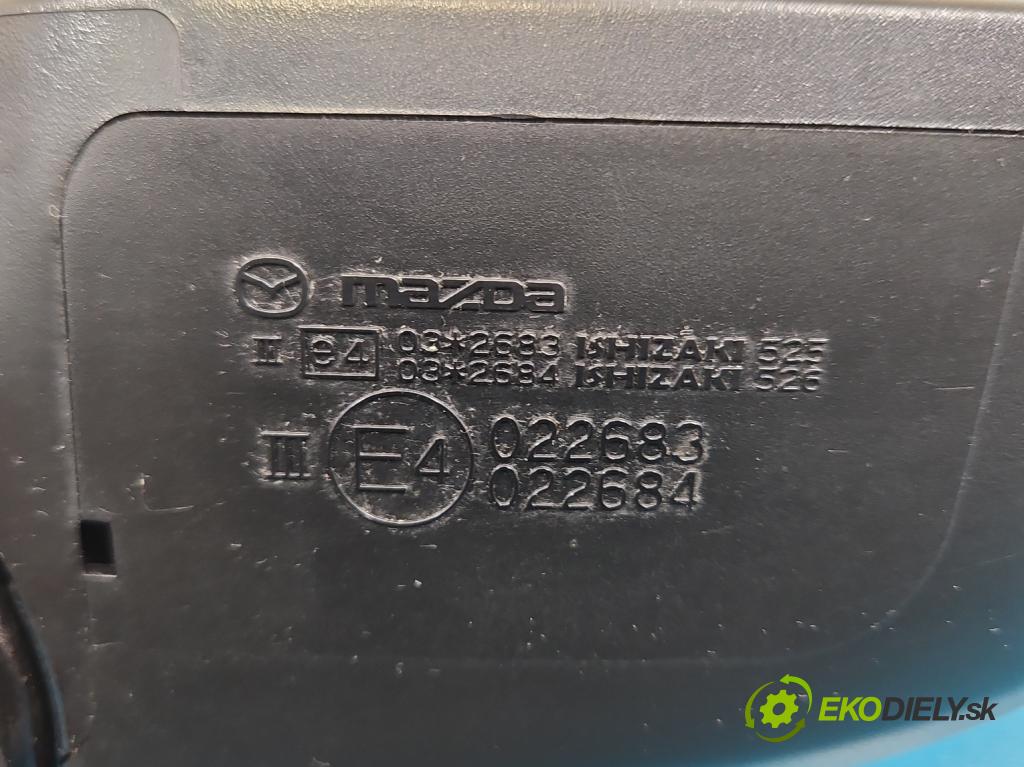 mazda
II e4 03*2683 ISHIZAKI 525
03*2684 ISHIZAKI 526
III E4 022683
022684
EKODIELY.sk